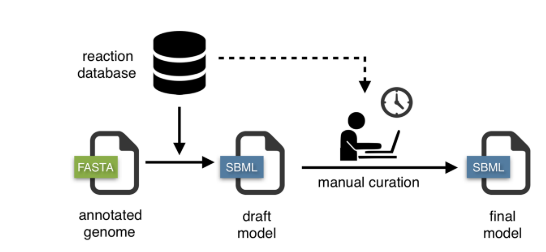 reaction
database
FASTA
SBML
SBML
manual curation
annotated
genome
draft
model
final
model